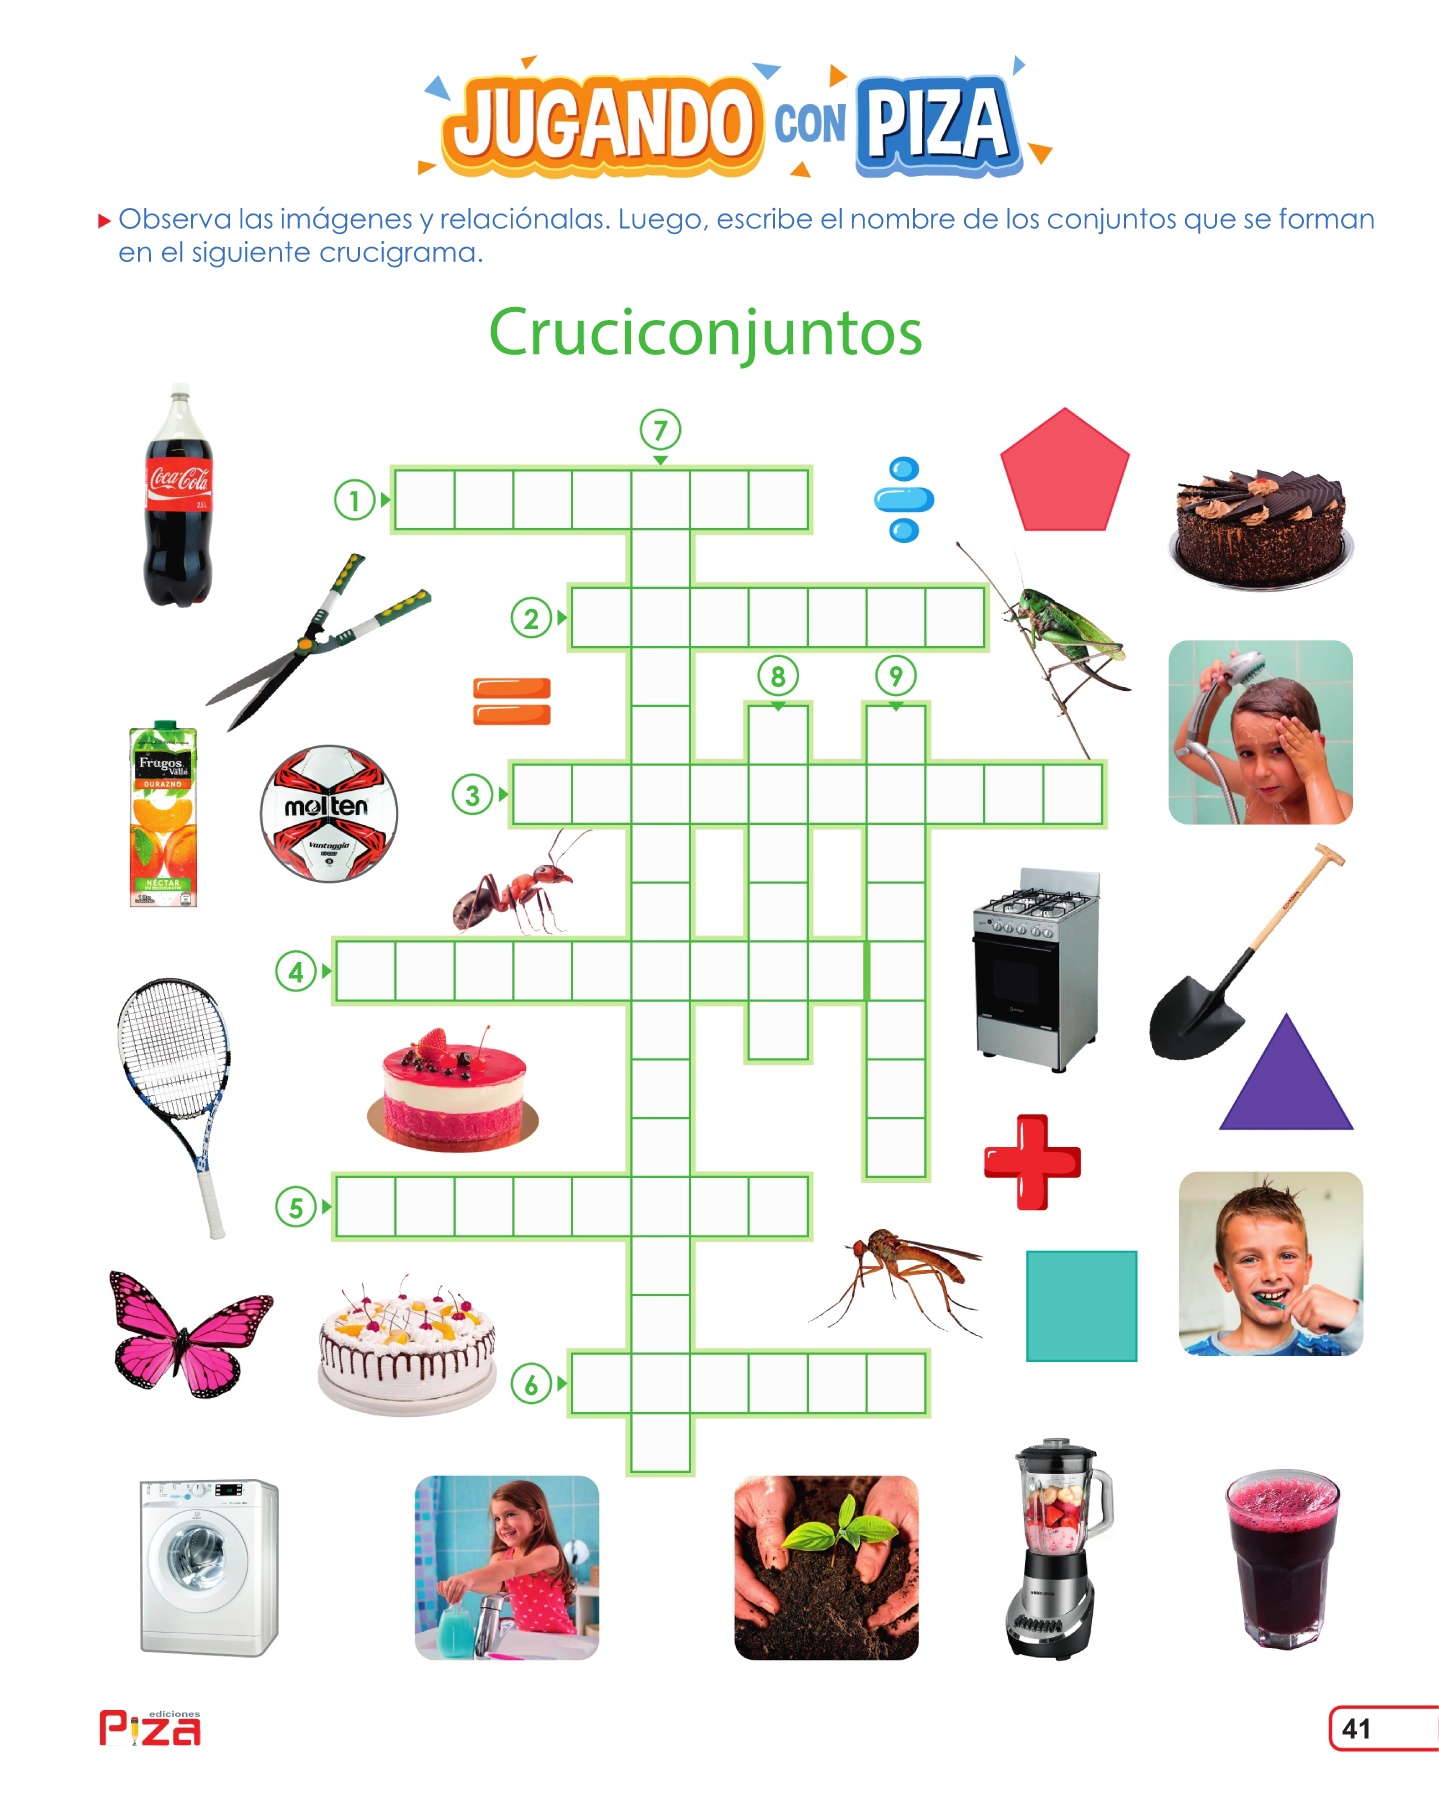 JUGANDO CON PIZA
Observa las imágenes y relaciónalas. Luego, escribe el nombre de los conjuntos que se forman
en el siguiente crucigrama.
Cruciconjuntos
7
1
2
8
9
3
4
5
6
Coca-Cola
2,5 L
Frugos
Valle
DURAZNO
NÉCTAR
molten
Vantaggio
ediciones
Piza
41